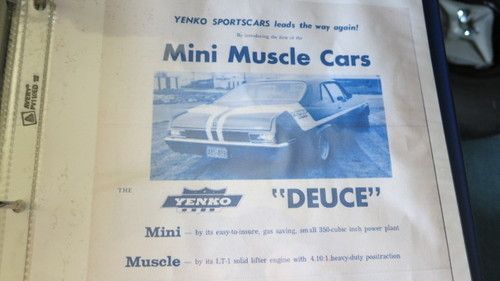 YENKO SPORTSCARS leads the way again!
By introducing the first of the
Mini Muscle Cars
THE YENKO "DEUCE"
Mini — by its easy-to-insure, gas saving, small 350-cubic inch power plant
Muscle — by its LT-1 solid lifter engine with 4.10:1 heavy-duty positraction
AVERY